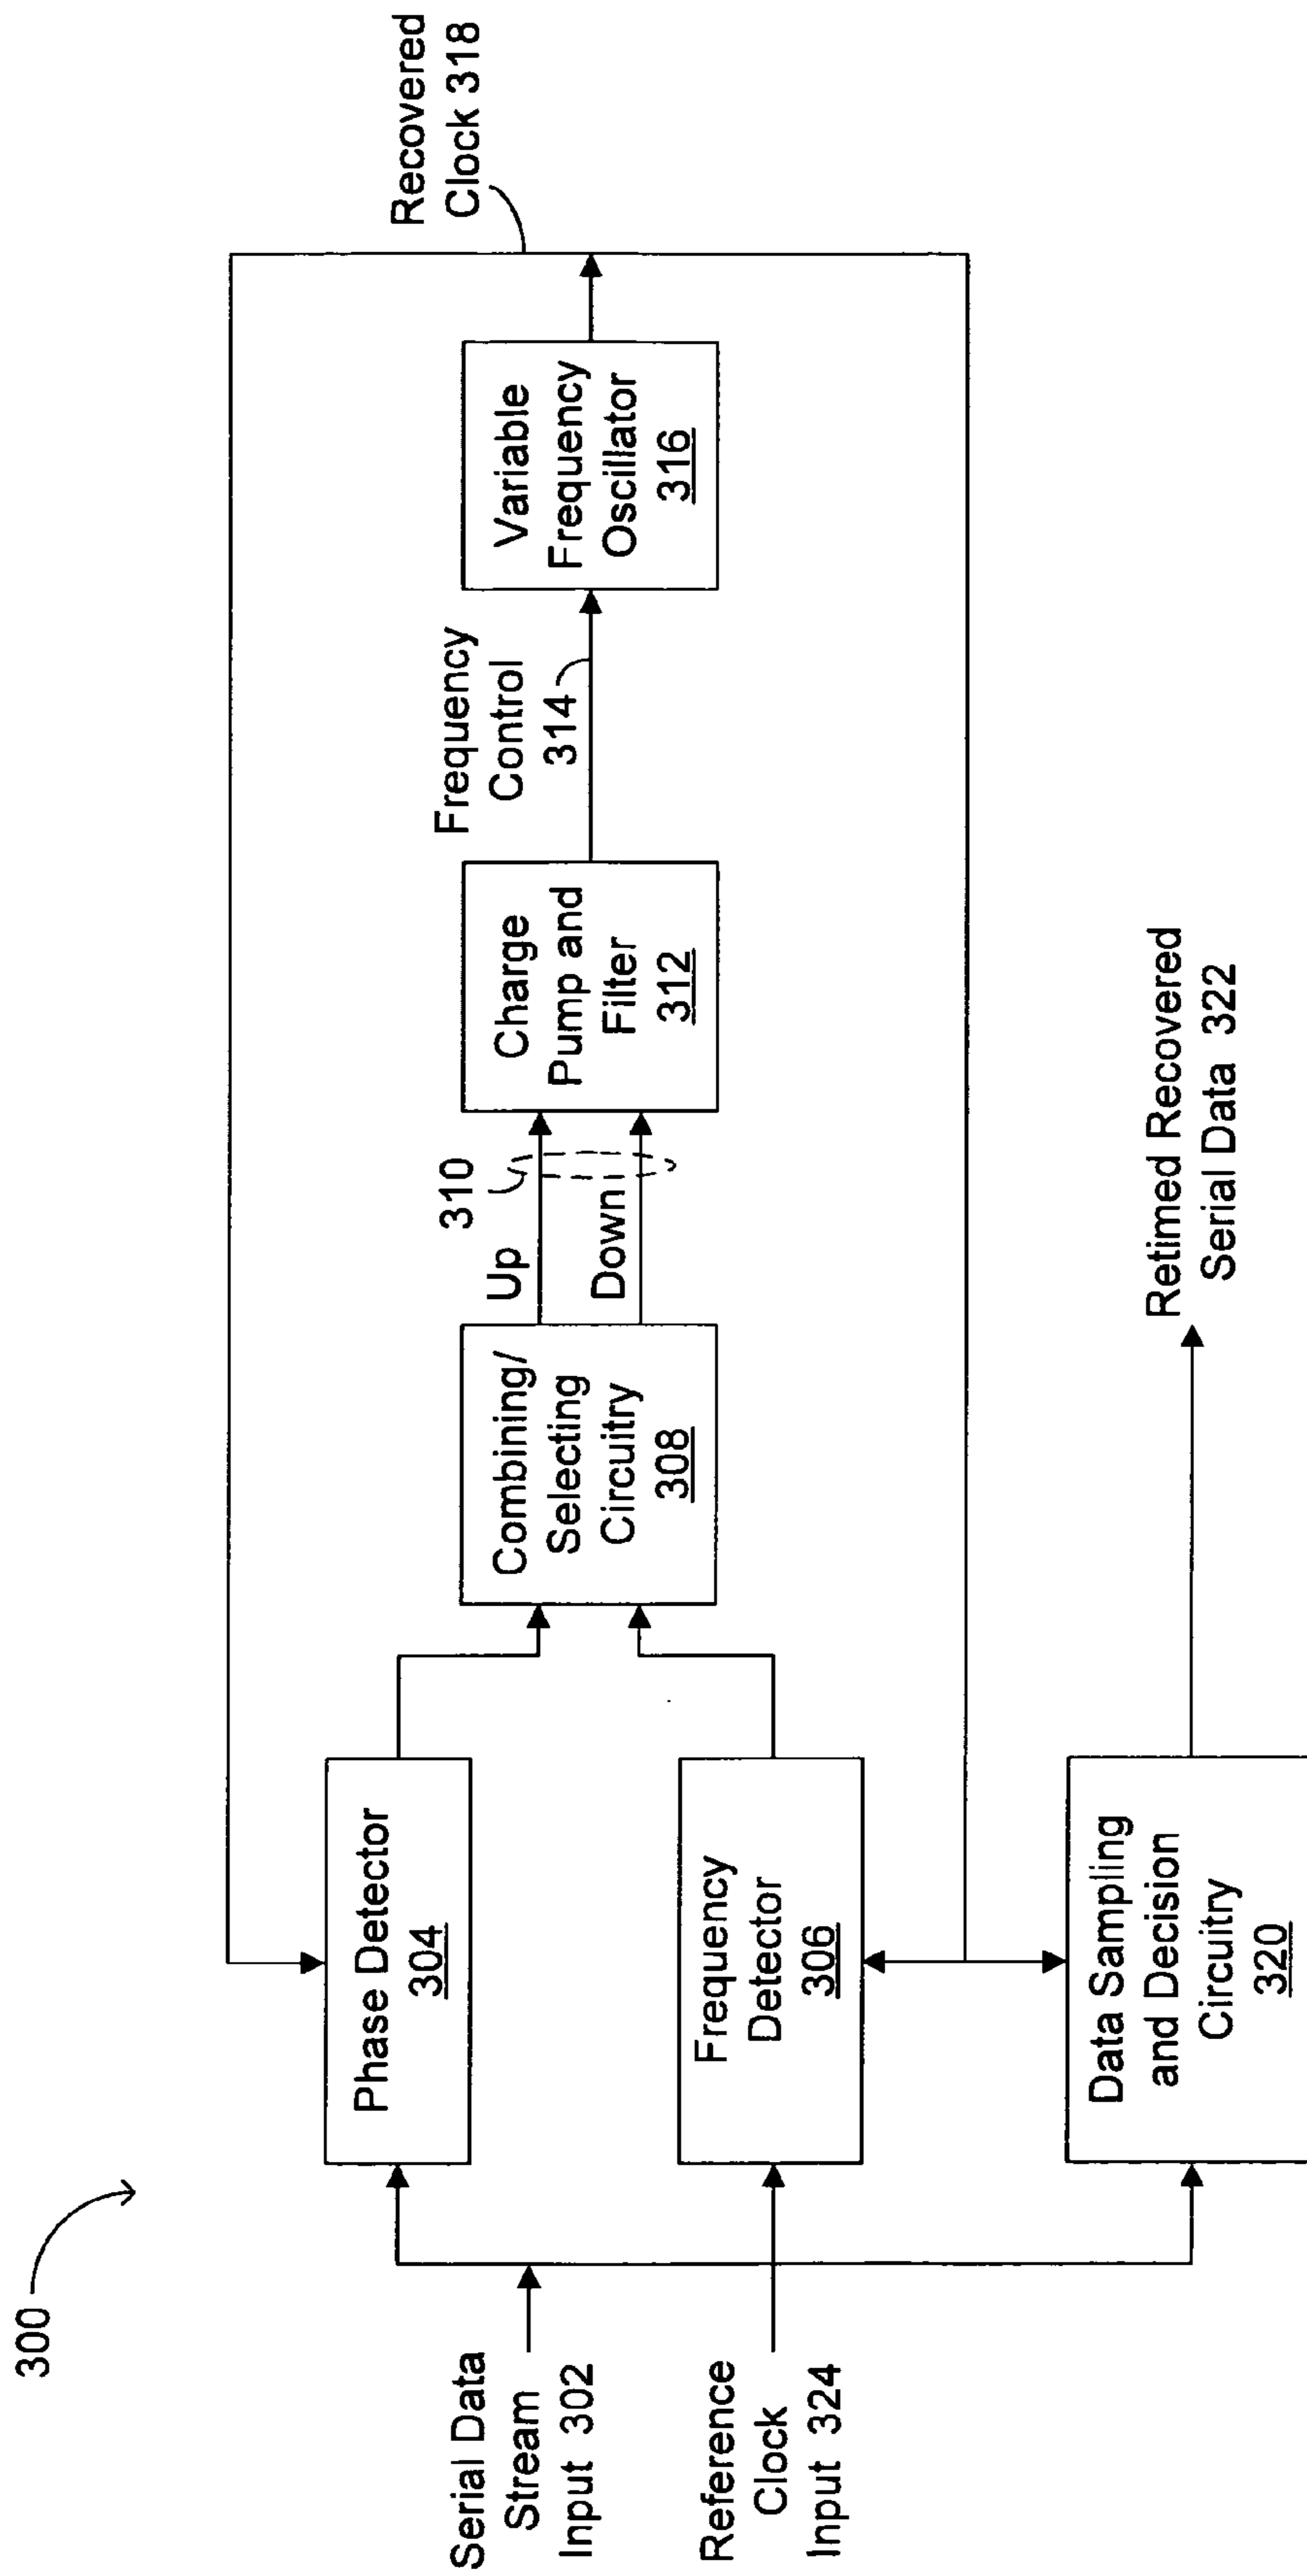 300
Serial Data
Stream
Input 302
Reference
Clock
Input 324
Phase Detector
304
Frequency
Detector
306
Data Sampling
and Decision
Circuitry
320
Combining/
Selecting
Circuitry
308
Up
310
Down
Charge
Pump and
Filter
312
Frequency
Control
314
Variable
Frequency
Oscillator
316
Recovered
Clock 318
Retimed Recovered
Serial Data 322